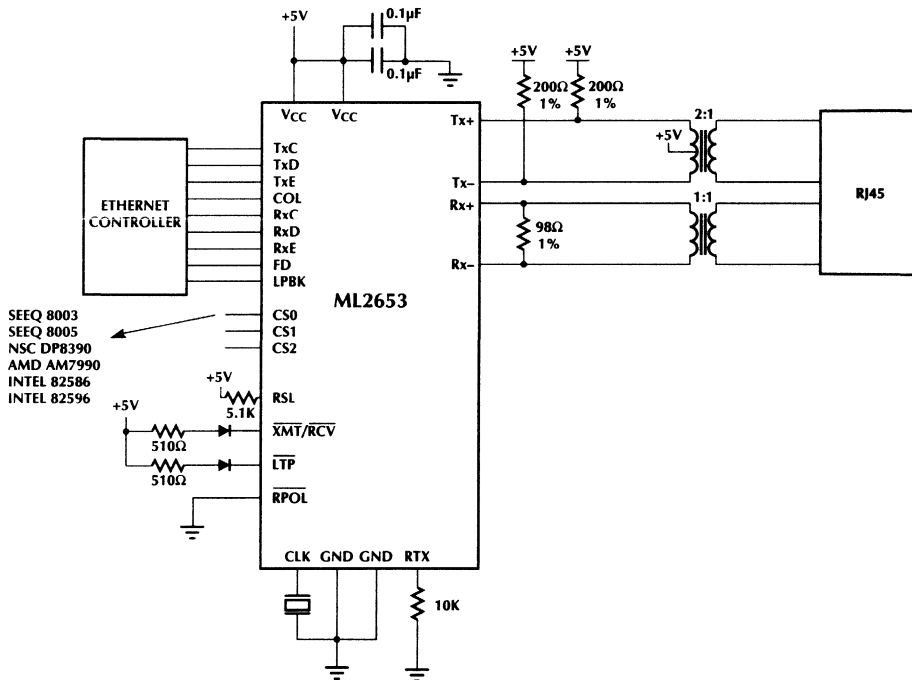 +5V
0.1µF
0.1µF
+5V
+5V
200Ω
1%
200Ω
1%
VCC
VCC
Tx+
2:1
+5V
Tx–
Rx+
1:1
98Ω
1%
Rx–
RJ45
ETHERNET
CONTROLLER
TxC
TxD
TxE
COL
RxC
RxD
RxE
FD
LPBK
ML2653
CS0
CS1
CS2
SEEQ 8003
SEEQ 8005
NSC DP8390
AMD AM7990
INTEL 82586
INTEL 82596
+5V
5.1K
RSL
+5V
510Ω
XMT/RCV
510Ω
LTP
RPOL
CLK
GND
GND
RTX
10K